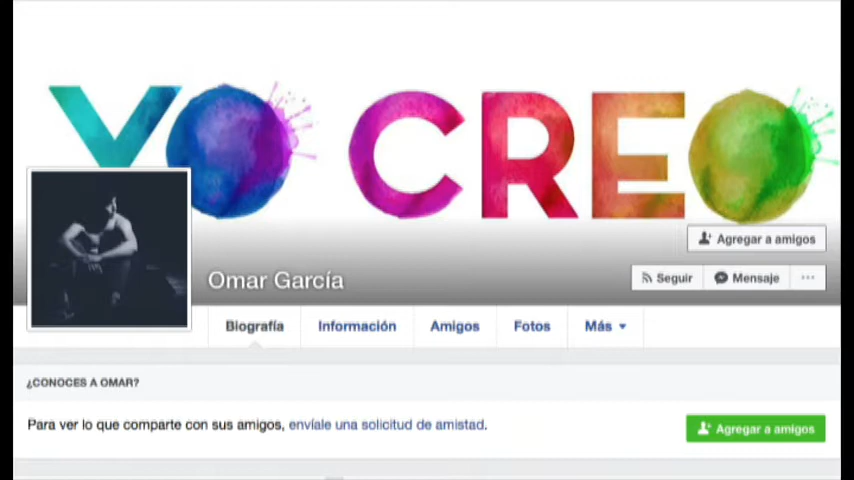 YO CREO
Agregar a amigos
Omar García
Seguir
Mensaje
Biografía
Información
Amigos
Fotos
Más
¿CONOCES A OMAR?
Para ver lo que comparte con sus amigos, envíale una solicitud de amistad.
Agregar a amigos